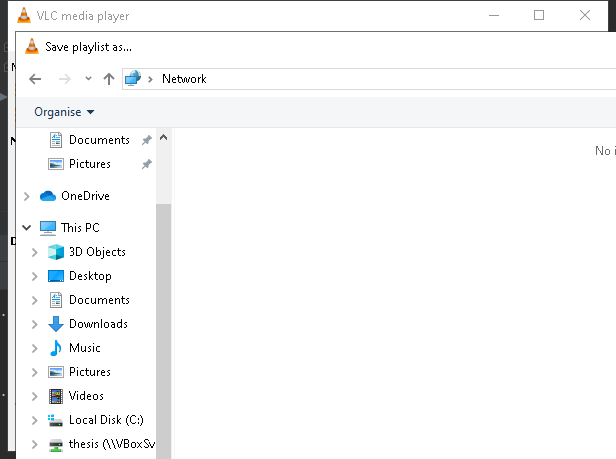 VLC media player
Save playlist as...
Network
Organise
No i
Documents
Pictures
OneDrive
This PC
3D Objects
Desktop
Documents
Downloads
Music
Pictures
Videos
Local Disk (C:)
thesis (\\VBoxSv